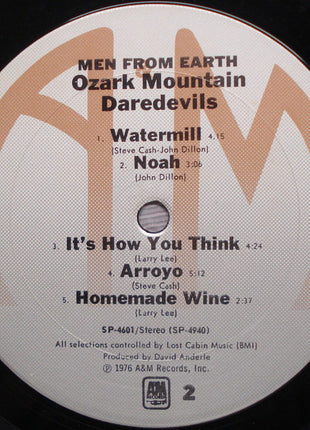 MEN FROM EARTH
Ozark Mountain
Daredevils
1. Watermill 4:15
(Steve Cash-John Dillon)
2. Noah 3:06
(John Dillon)
3. It's How You Think 4:24
(Larry Lee)
4. Arroyo 5:12
(Steve Cash)
5. Homemade Wine 2:37
(Larry Lee)
SP-4601/Stereo (SP-4940)
All selections controlled by Lost Cabin Music (BMI)
Produced by David Anderle
℗ 1976 A&M Records, Inc.
A&M
RECORDS 2